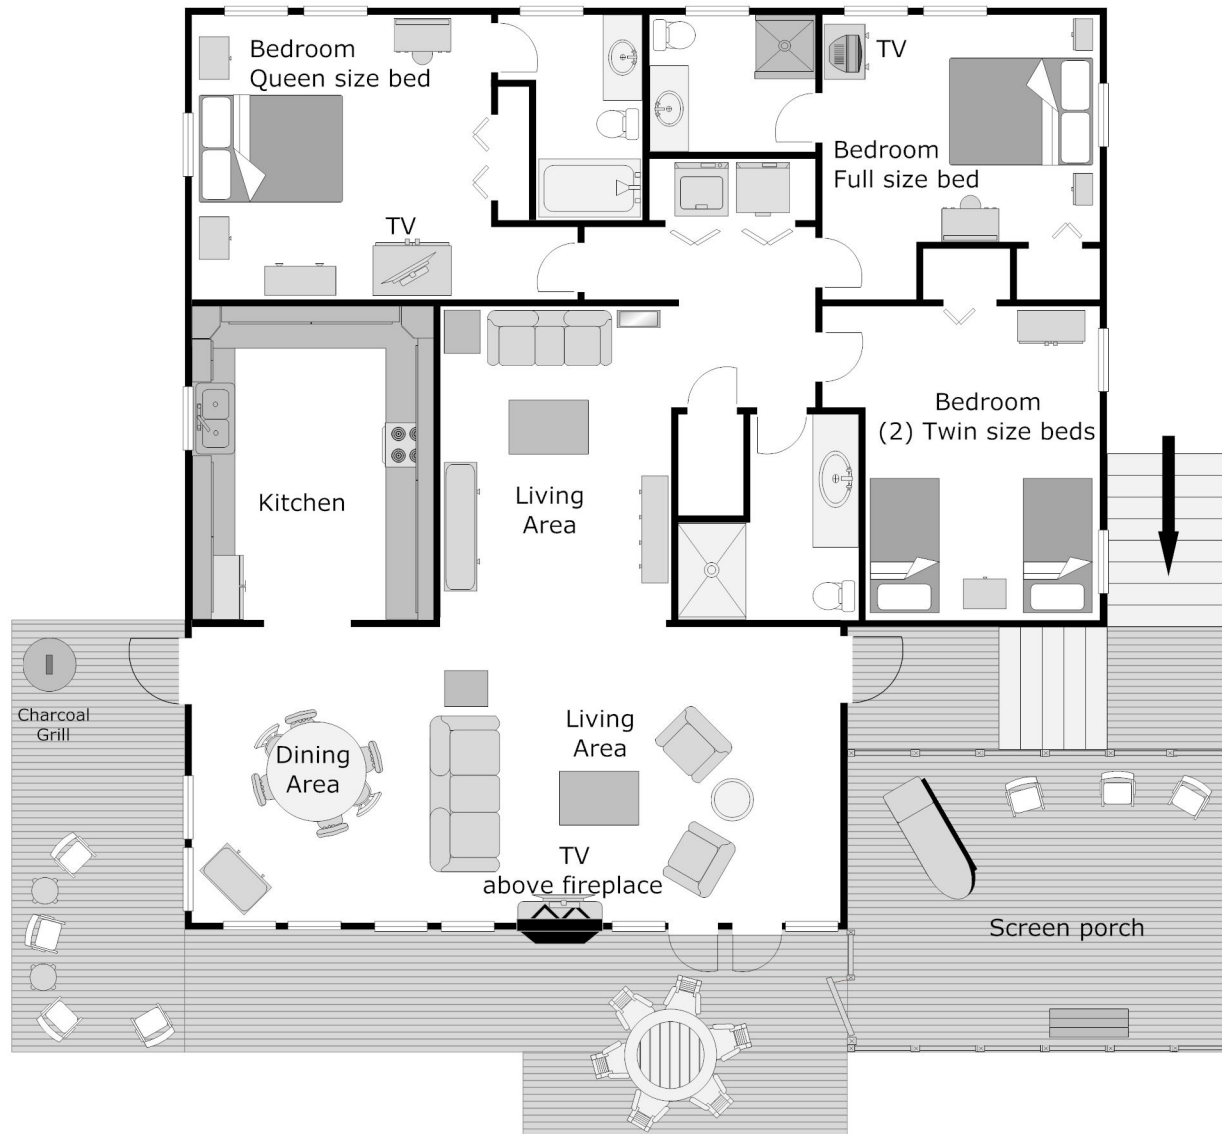 Bedroom
Queen size bed
TV
TV
Bedroom
Full size bed
Bedroom
(2) Twin size beds
Kitchen
Living
Area
Charcoal
Grill
Dining
Area
Living
Area
TV
above fireplace
Screen porch